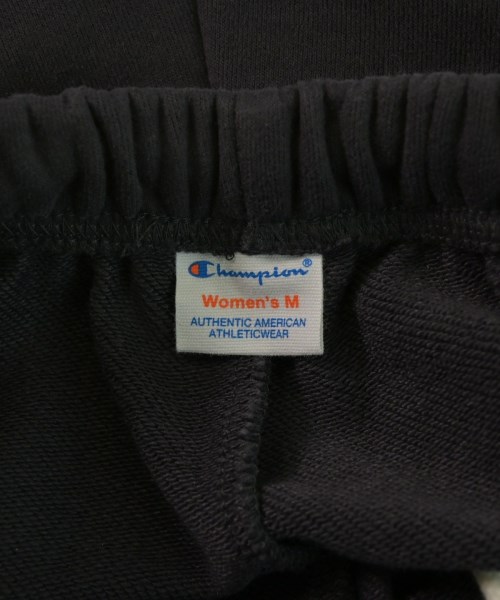 Champion®
Women's M
AUTHENTIC AMERICAN
ATHLETICWEAR